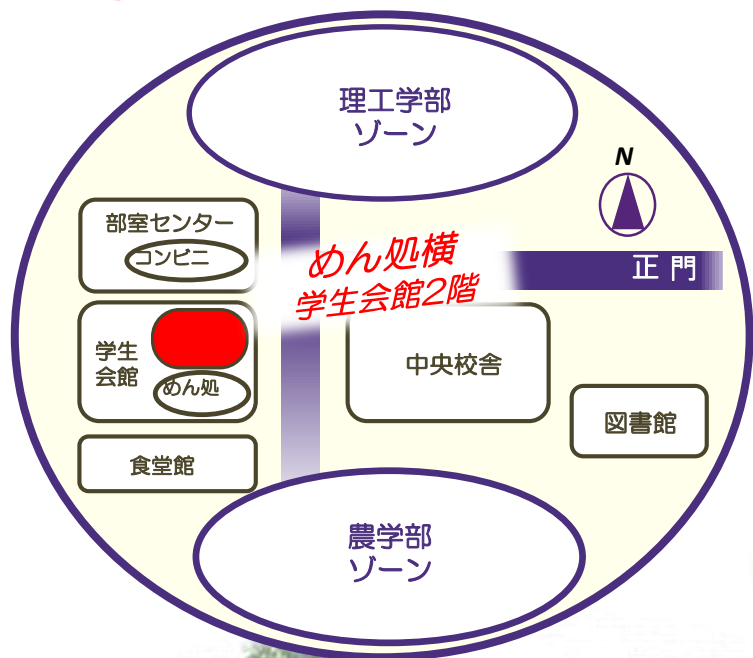 理工学部
ゾーン
N
部室センター
コンビニ
めん処横
学生会館2階
正門
学生
会館
めん処
中央校舎
図書館
食堂館
農学部
ゾーン